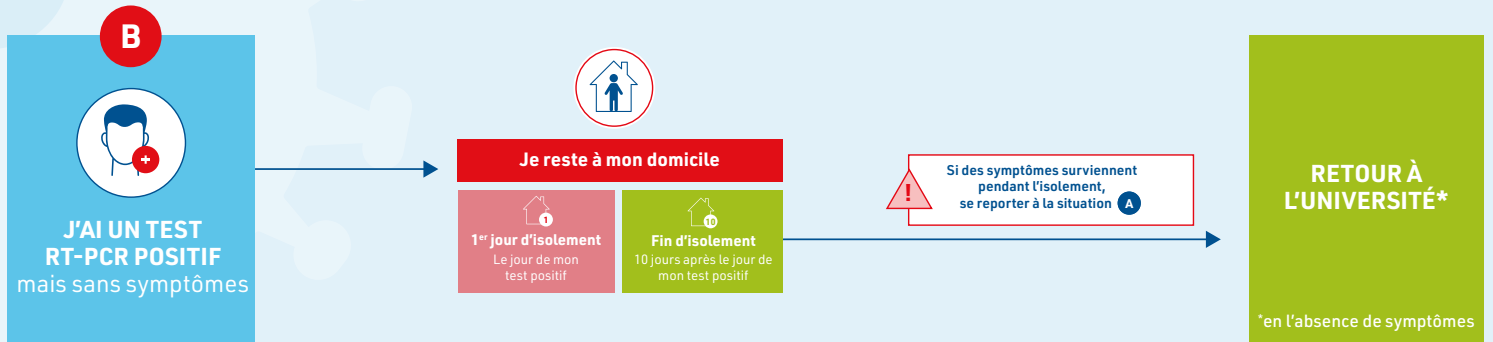 B
J'AI UN TEST
RT-PCR POSITIF
mais sans symptômes
Je reste à mon domicile
1
1er jour d'isolement
Le jour de mon
test positif
10
Fin d'isolement
10 jours après le jour de
mon test positif
!
Si des symptômes surviennent
pendant l'isolement,
se reporter à la situation A
RETOUR À
L'UNIVERSITÉ*
*en l'absence de symptômes